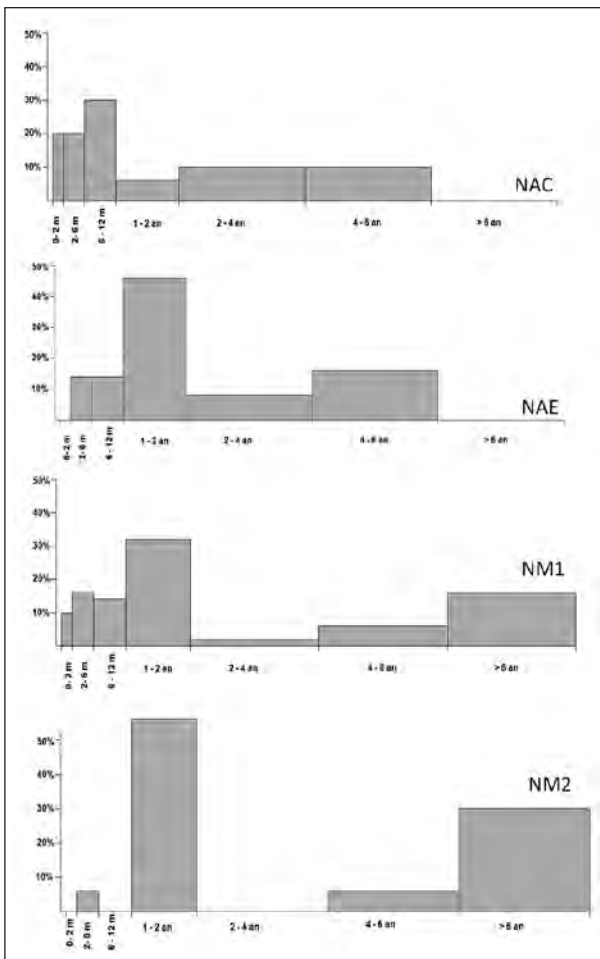 50%
40%
30%
20%
10%
NAC
0-2 m
2-6 m
6-12 m
1-2 an
2-4 an
4-6 an
>6 an
50%
40%
30%
20%
10%
NAE
0-2 m
2-6 m
6-12 m
1-2 an
2-4 an
4-6 an
>6 an
50%
40%
30%
20%
10%
NM1
0-2 m
2-6 m
6-12 m
1-2 an
2-4 an
4-6 an
>6 an
50%
40%
30%
20%
10%
NM2
0-2 m
2-6 m
6-12 m
1-2 an
2-4 an
4-6 an
>6 an